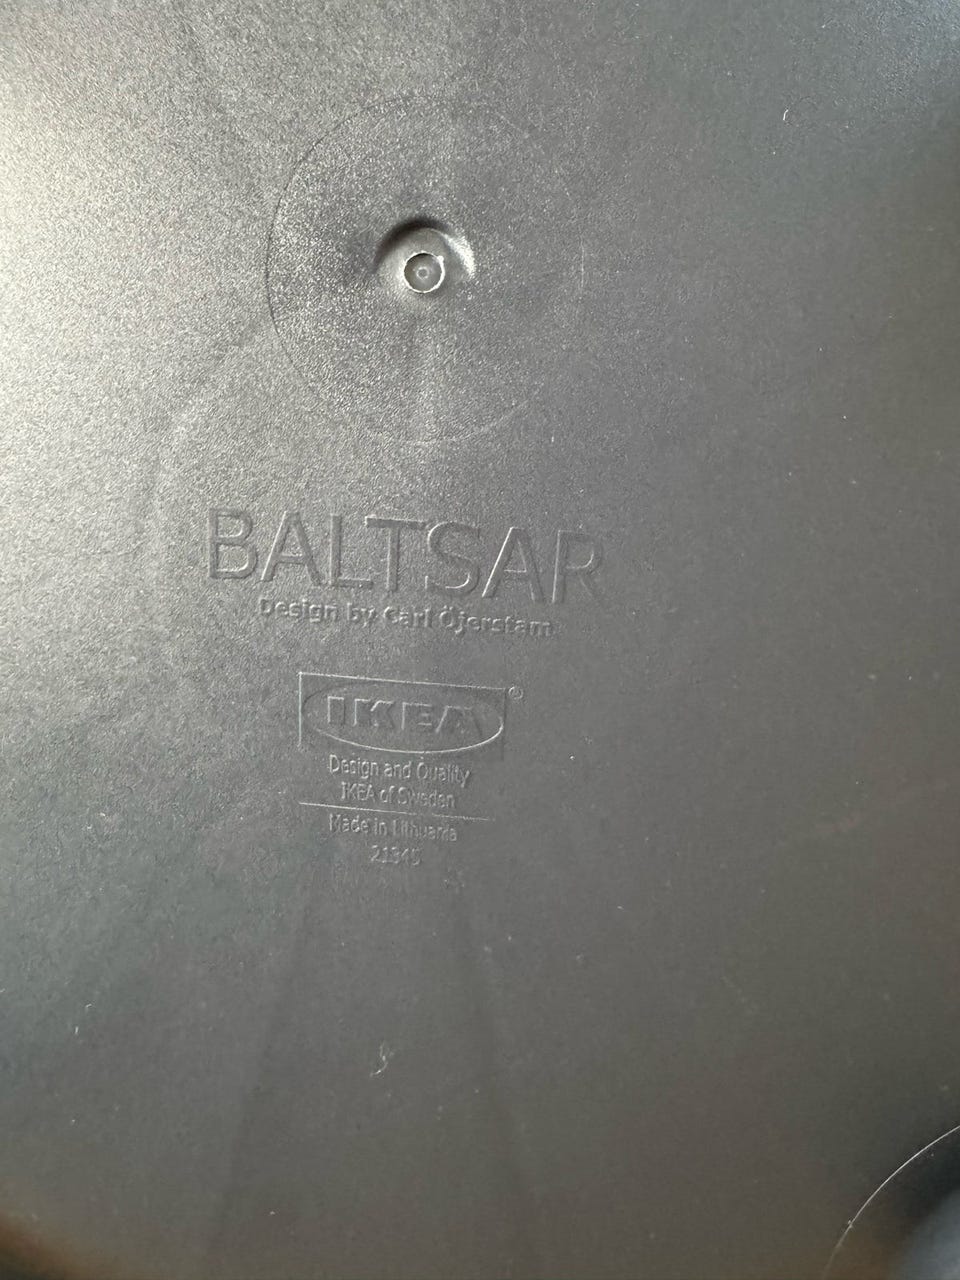 BALTSAR
Design by Carl Öjerstam
IKEA®
Design and Quality
IKEA of Sweden
Made in Lithuania